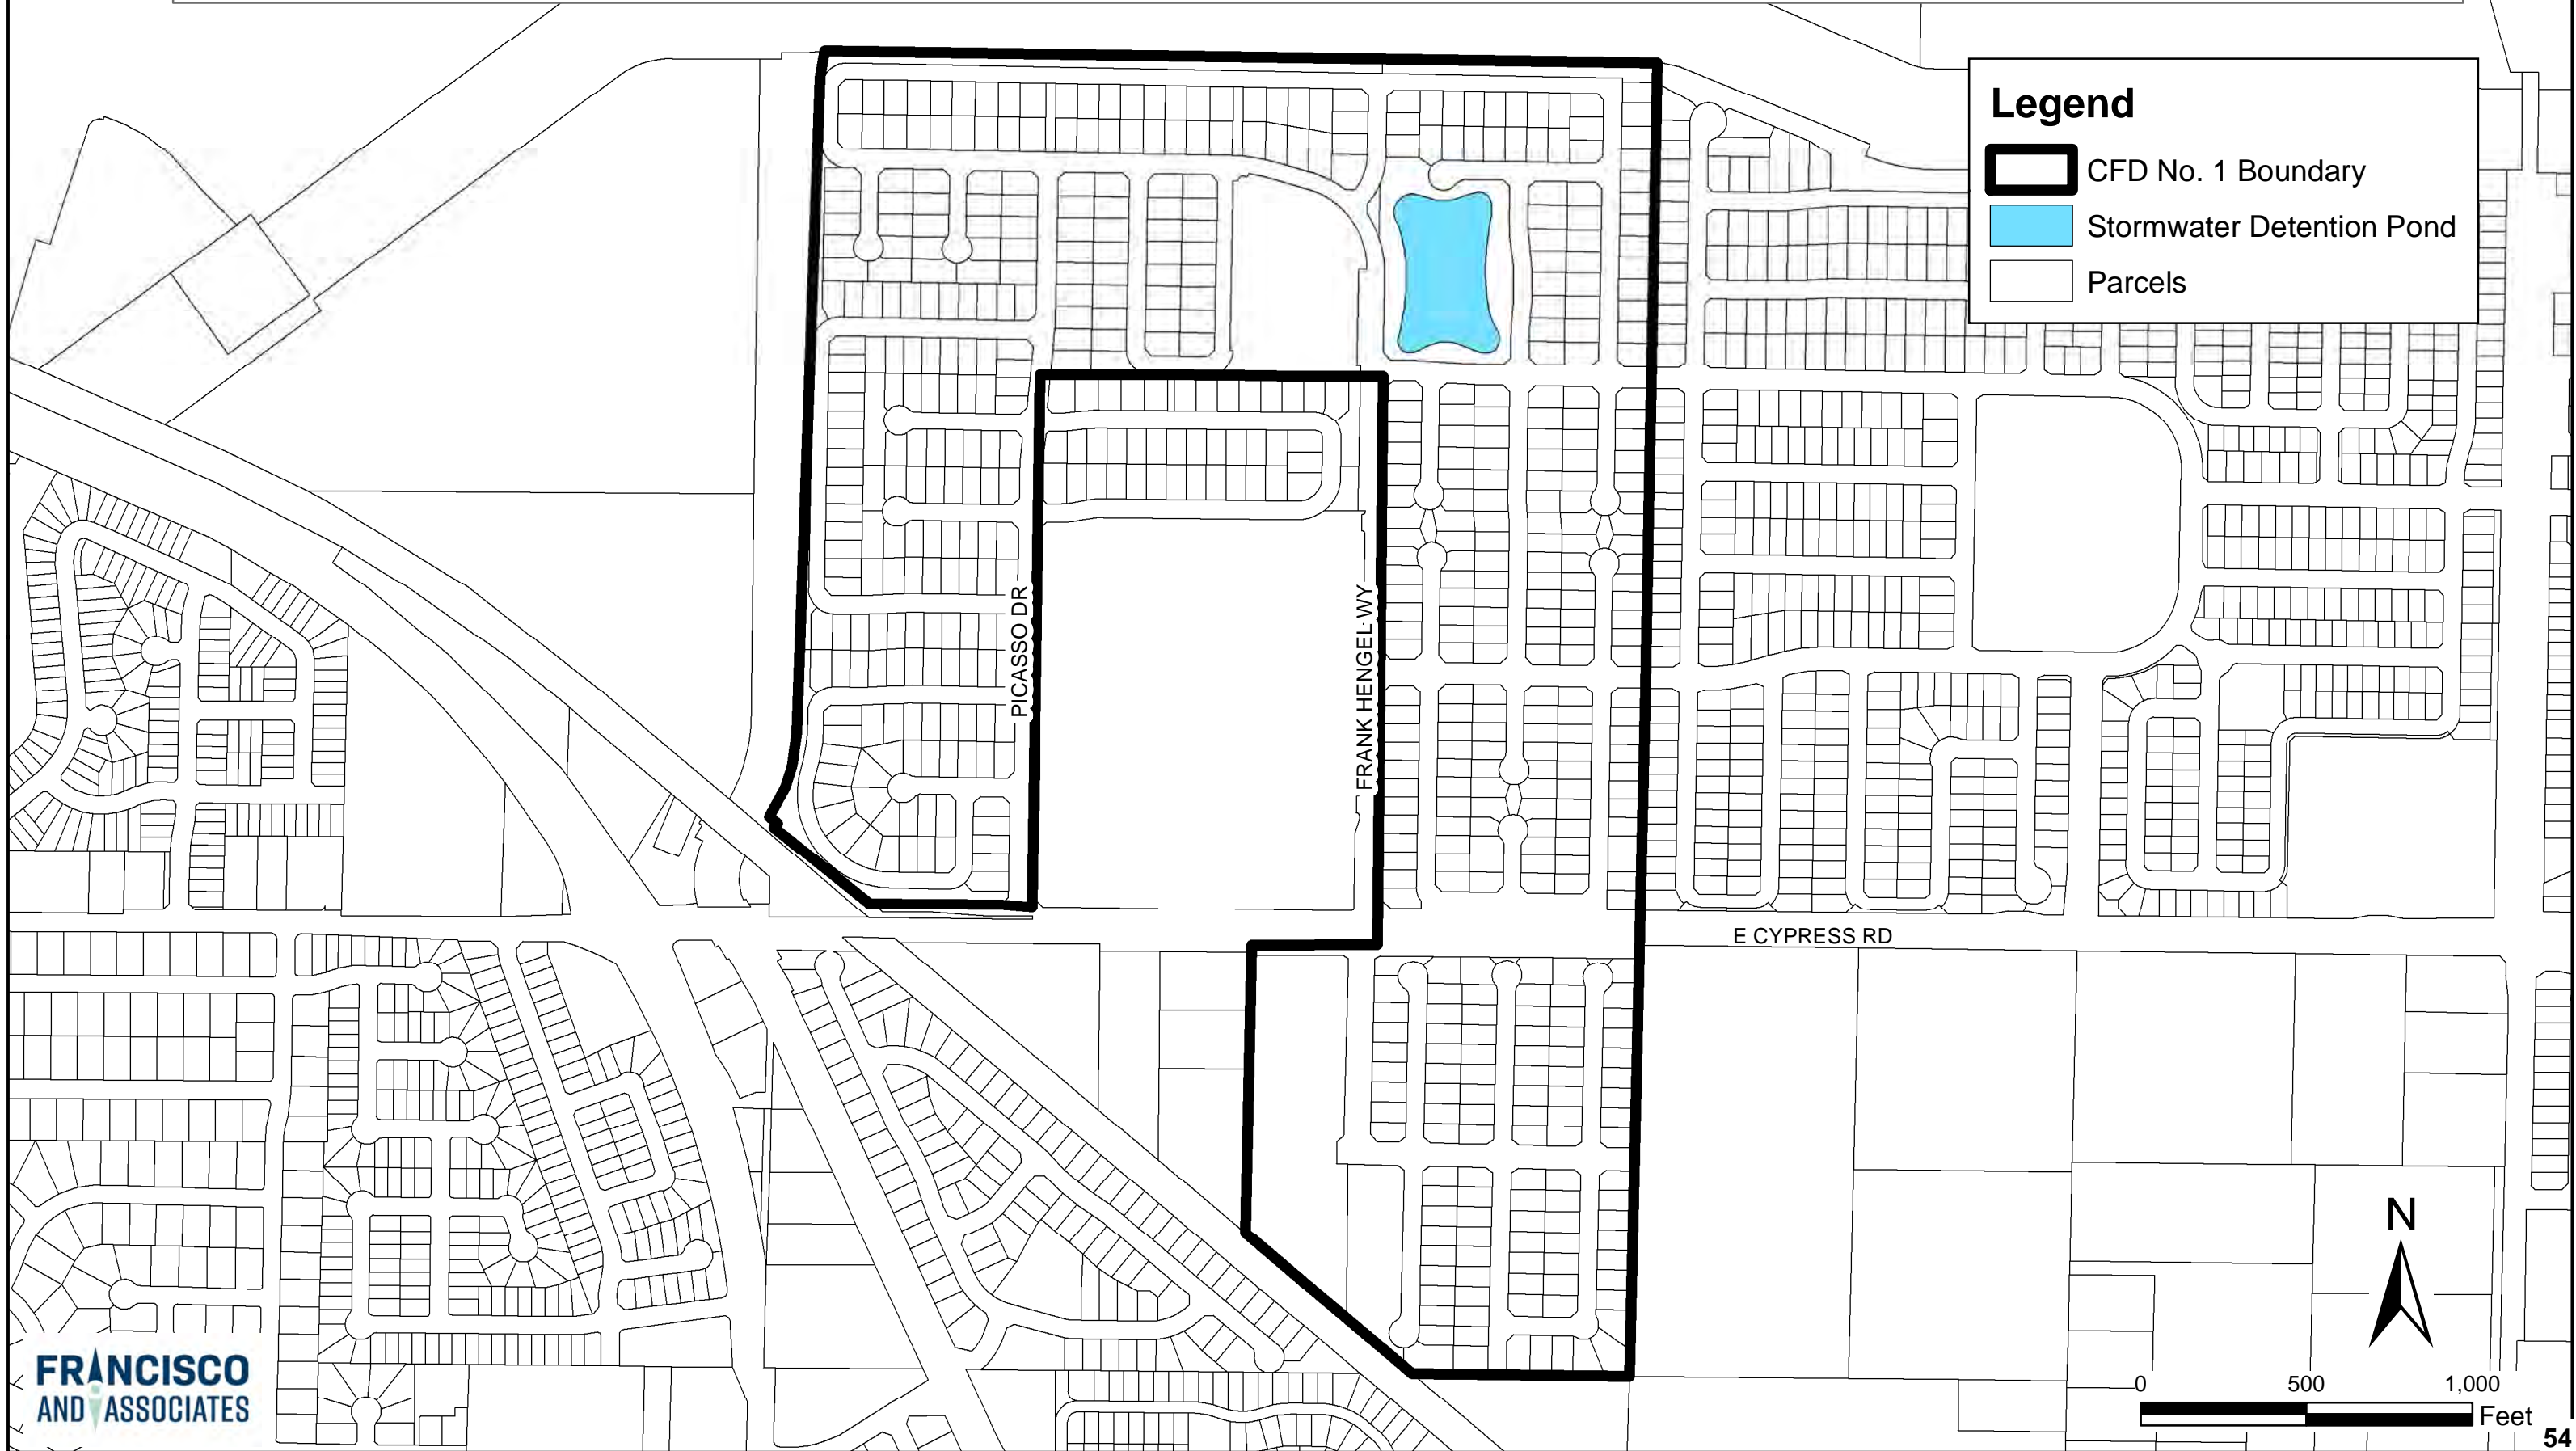 Legend
CFD No. 1 Boundary
Stormwater Detention Pond
Parcels
PICASSO DR
FRANK HENGEL WY
E CYPRESS RD
N
0 500 1,000
Feet
FRANCISCO
AND ASSOCIATES
54